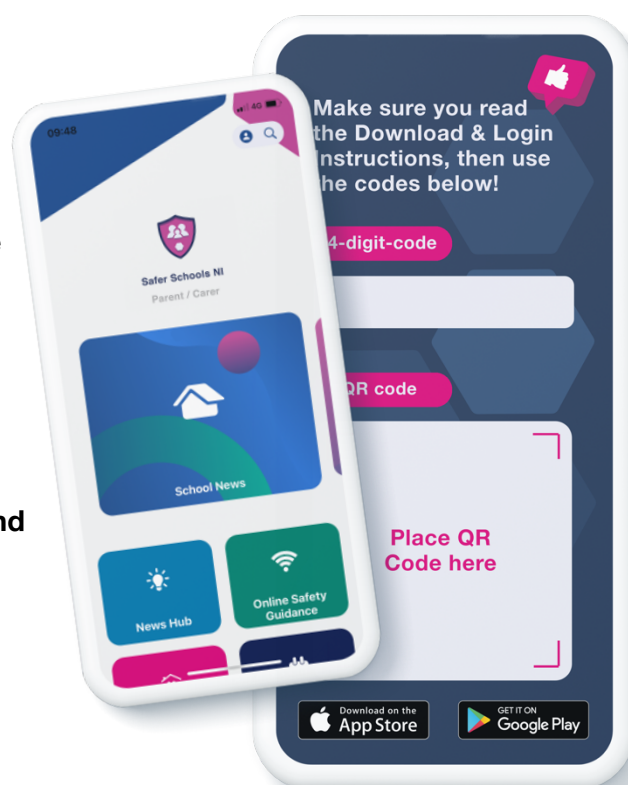 09:48
4G
Safer Schools NI
Parent / Carer
School News
News Hub
Online Safety
Guidance
Make sure you read
the Download & Login
Instructions, then use
the codes below!
4-digit-code
QR code
Place QR
Code here
Download on the
App Store
GET IT ON
Google Play